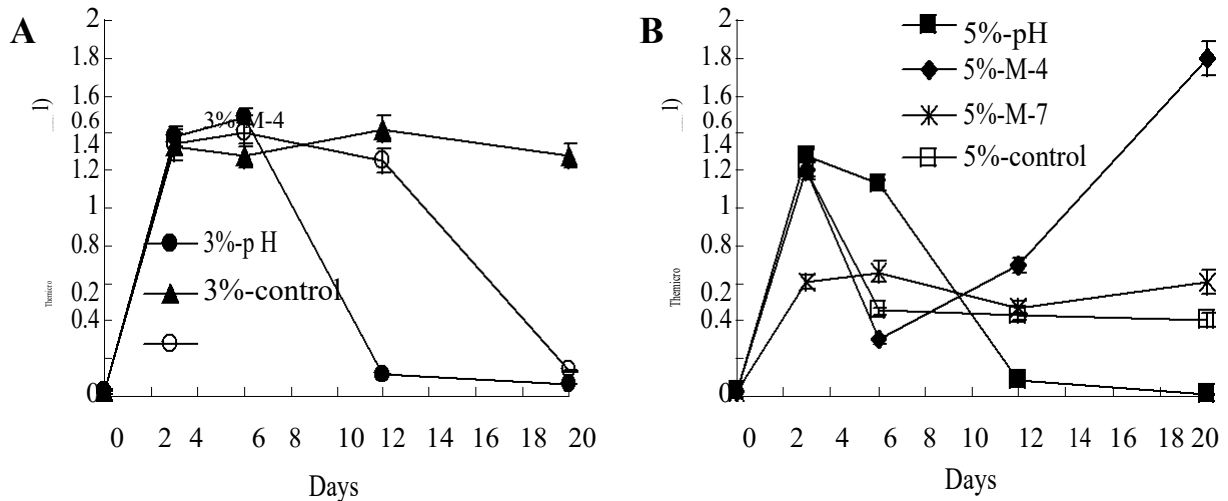 A
2
1.8
1.6
0.6
1.4
1.2
1
0.8
0.2
0.4
0
l)
Themicro
3%-M-4
3%-p H
3%-control
0 2 4 6 8 10 12 14 16 18 20
Days
B
2
1.8
1.6
0.6
1.4
1.2
1
0.8
0.2
0.4
0
l)
Themicro
5%-pH
5%-M-4
5%-M-7
5%-control
0 2 4 6 8 10 12 14 16 18 20
Days